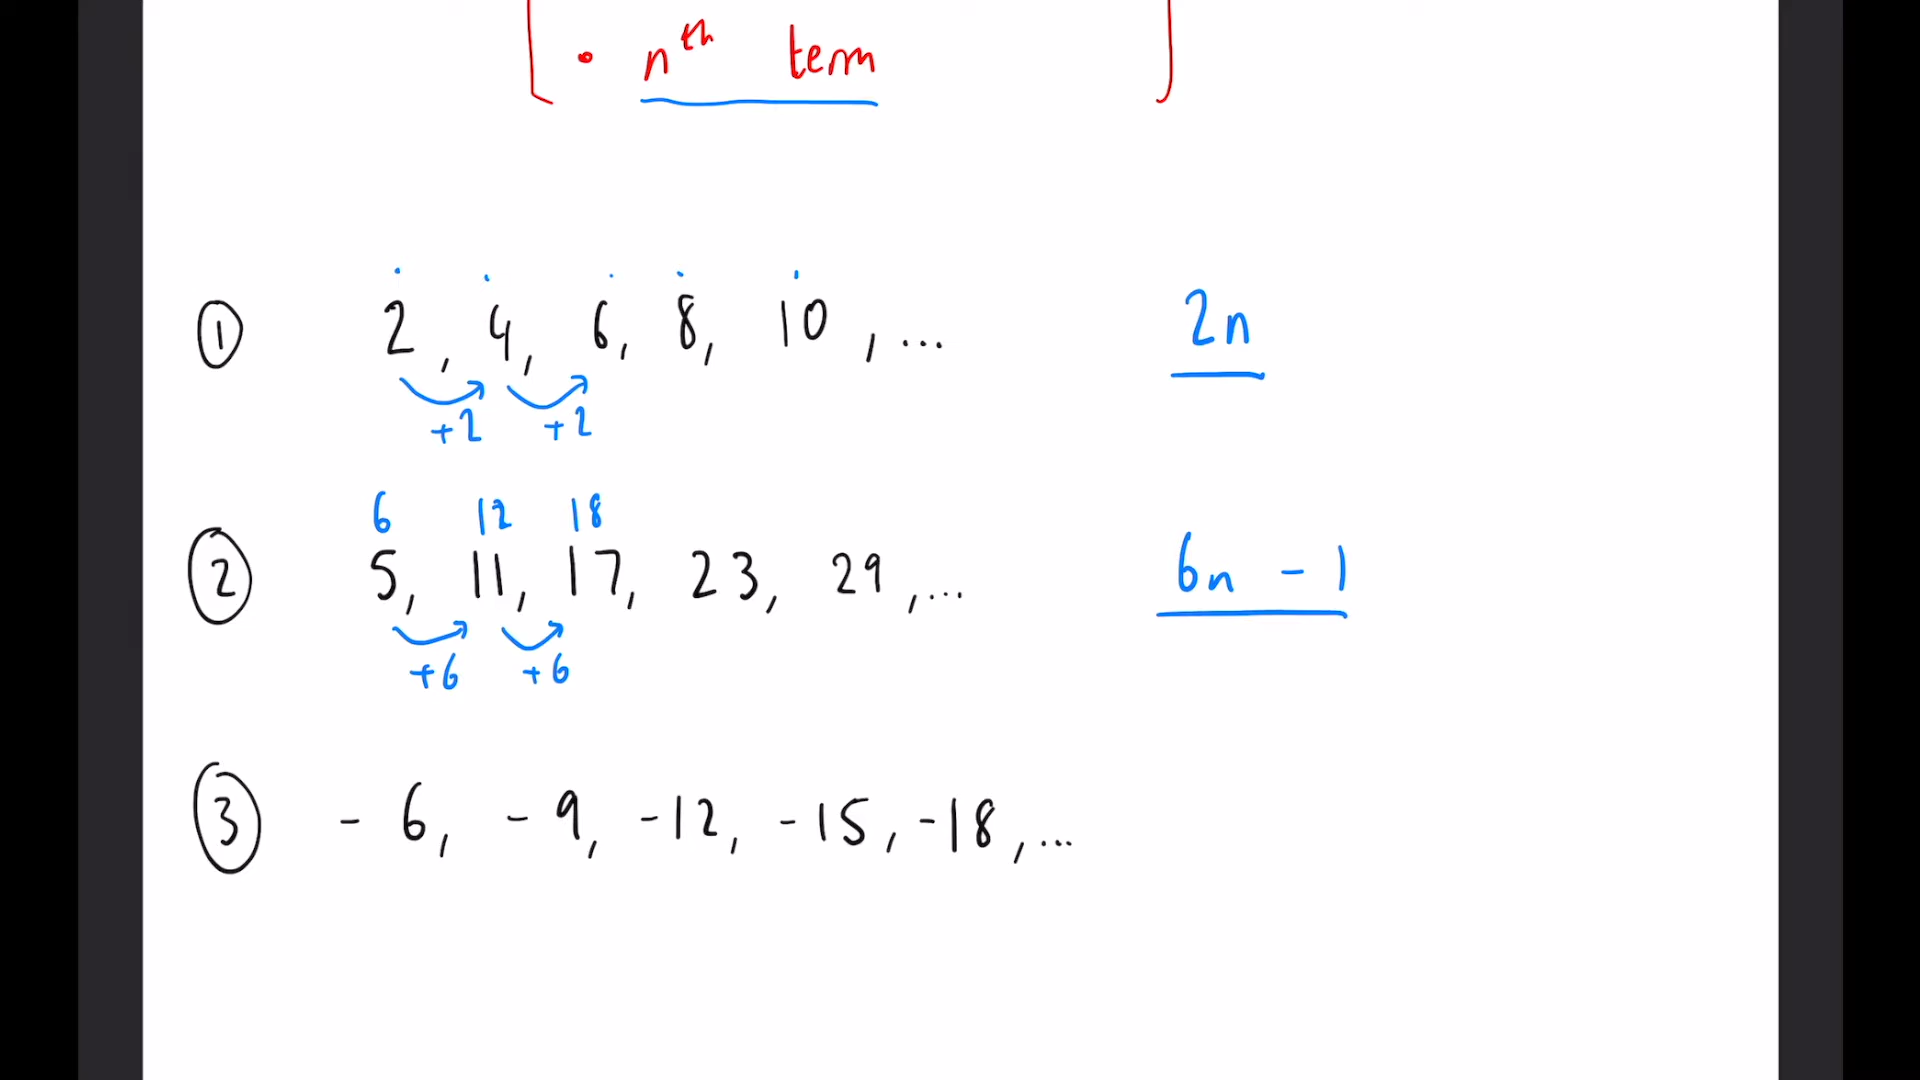 • nth term
① 2, 4, 6, 8, 10, ... 2n
+2 +2
6 12 18
② 5, 11, 17, 23, 29, ... 6n - 1
+6 +6
③ - 6, - 9, -12, -15, -18, ...